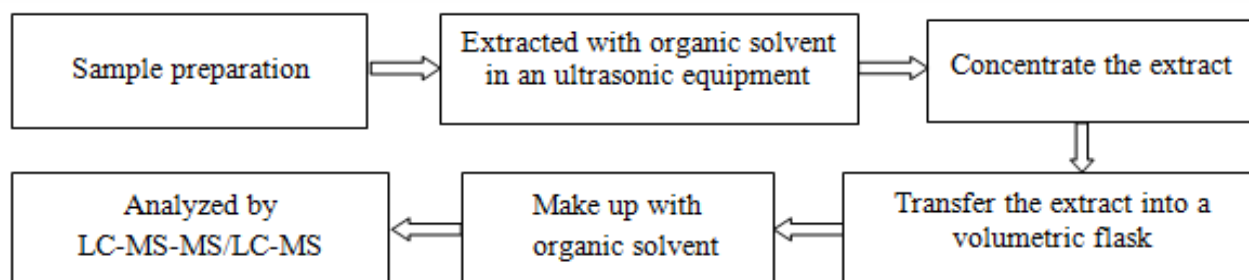 Sample preparation
Extracted with organic solvent
in an ultrasonic equipment
Concentrate the extract
Transfer the extract into a
volumetric flask
Make up with
organic solvent
Analyzed by
LC-MS-MS/LC-MS